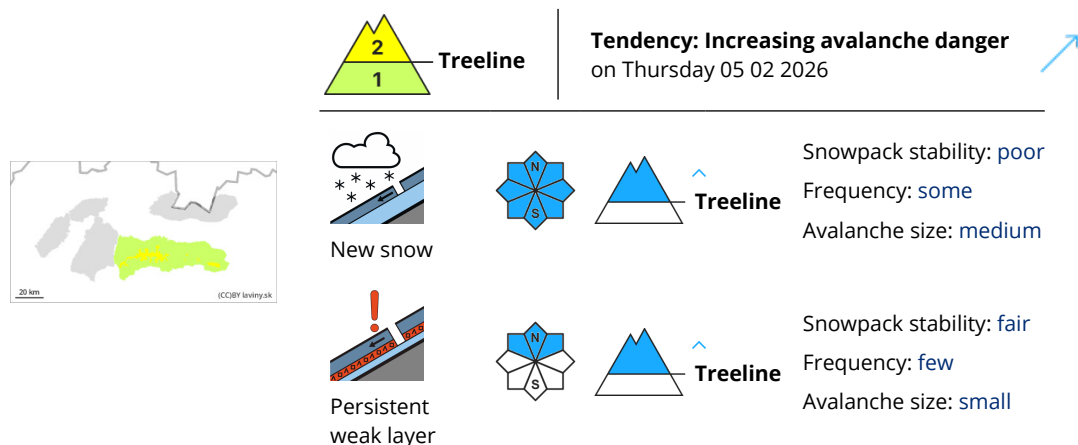 2
Treeline
1
Tendency: Increasing avalanche danger
on Thursday 05 02 2026
20 km
(CC)BY laviny.sk
N
S
New snow
Treeline
Snowpack stability: poor
Frequency: some
Avalanche size: medium
N
S
Persistent
weak layer
Treeline
Snowpack stability: fair
Frequency: few
Avalanche size: small